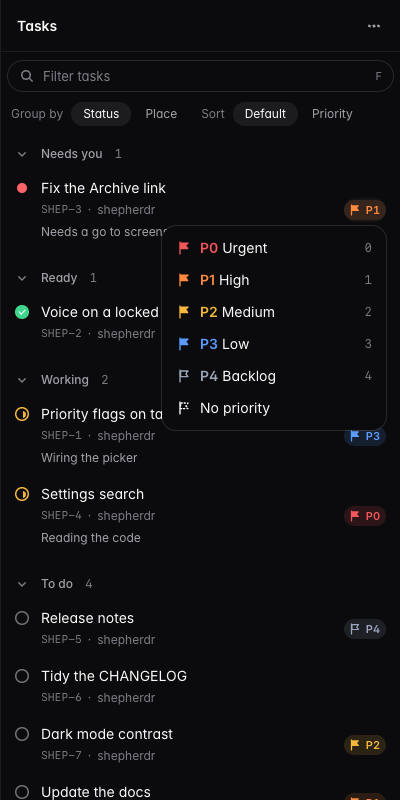 Tasks
Filter tasks F
Group by Status Place Sort Default Priority
Needs you 1
Fix the Archive link
SHEP-3 · shepherdr P1
Needs a go to screens
P0 Urgent 0
P1 High 1
P2 Medium 2
P3 Low 3
P4 Backlog 4
No priority
Ready 1
Voice on a locked
SHEP-2 · shepherdr
Working 2
Priority flags on ta
SHEP-1 · shepherdr P3
Wiring the picker
Settings search
SHEP-4 · shepherdr P0
Reading the code
To do 4
Release notes
SHEP-5 · shepherdr P4
Tidy the CHANGELOG
SHEP-6 · shepherdr
Dark mode contrast
SHEP-7 · shepherdr P2
Update the docs